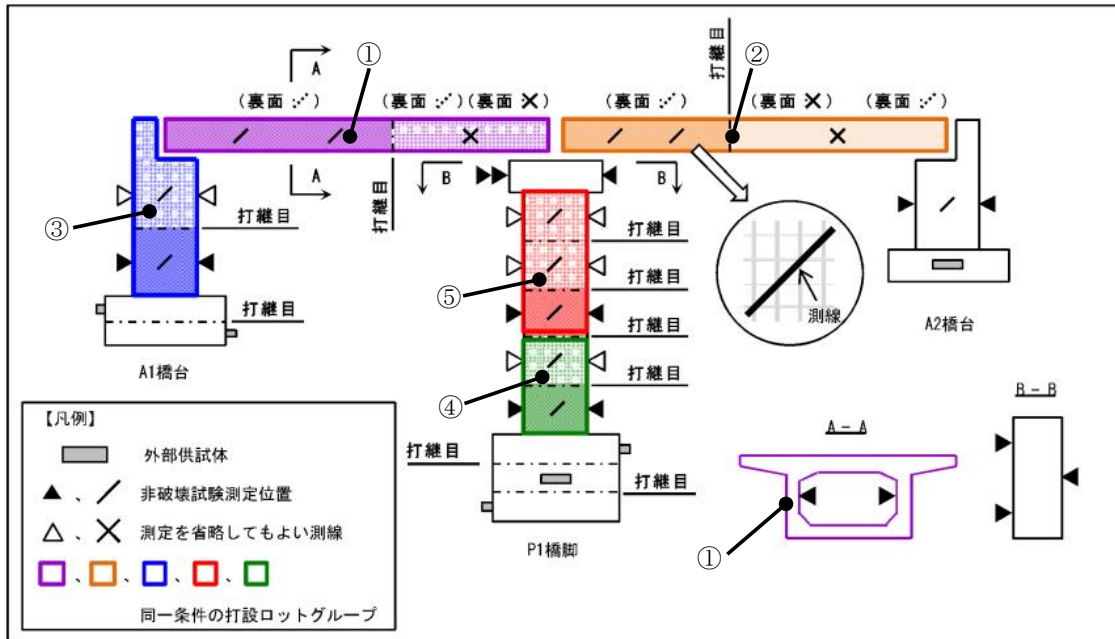 ①
②
打継目
A
(裏面 ⋰)
(裏面 ⋰)
(裏面 ✕)
(裏面 ⋰)
(裏面 ✕)
(裏面 ⋰)
A
B
B
打継目
③
打継目
打継目
A1橋台
打継目
⑤
打継目
打継目
打継目
④
打継目
打継目
P1橋脚
測線
A2橋台
B-B
A-A
①
【凡例】
外部供試体
▲、/ 非破壊試験測定位置
△、✕ 測定を省略してもよい測線
、 、 、 、
同一条件の打設ロットグループ